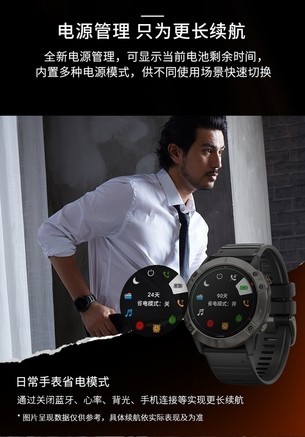 电源管理 只为更长续航
全新电源管理，可显示当前电池剩余时间，
内置多种电源模式，供不同使用场景快速切换
24天
省电模式：关
90天
省电模式：开
日常手表省电模式
通过关闭蓝牙、心率、背光、手机连接等实现更长续航
* 图片呈现数据仅供参考，具体续航依实际表现及为准